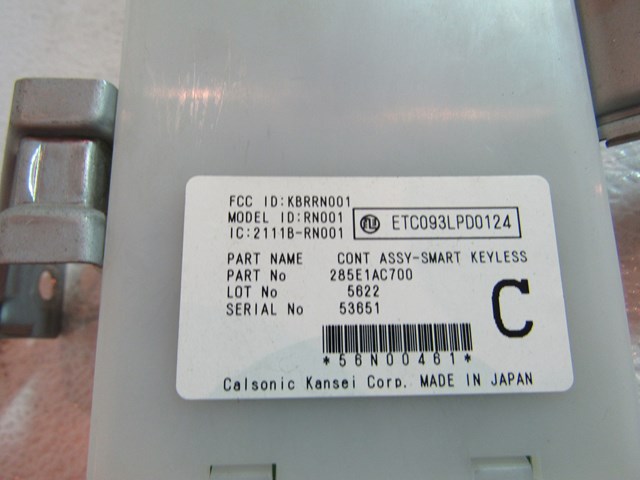 FCC ID:KBRRN001
MODEL ID:RN001
IC:2111B-RN001
ETC093LPD0124
PART NAME CONT ASSY-SMART KEYLESS
PART No 285E1AC700
LOT No 5622
SERIAL No 53651
C
*56N00461*
Calsonic Kansei Corp. MADE IN JAPAN